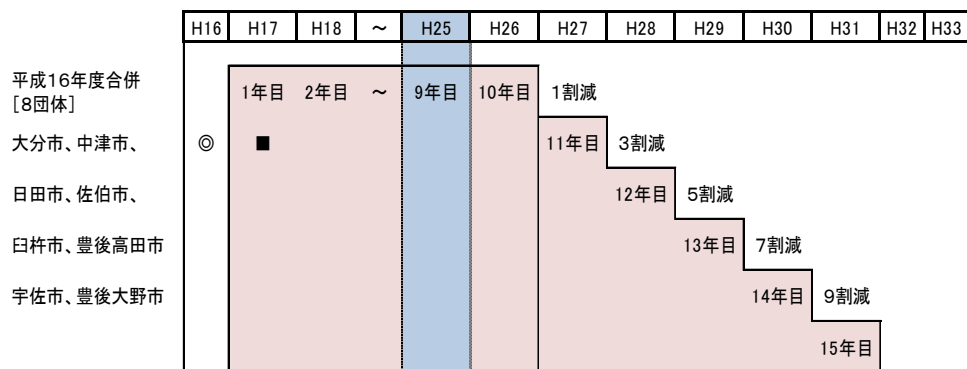 H16 H17 H18 ～ H25 H26 H27 H28 H29 H30 H31 H32 H33
平成16年度合併
[8団体]
1年目 2年目 ～ 9年目 10年目 1割減
大分市、中津市、 ◎ ■ 11年目 3割減
日田市、佐伯市、 12年目 5割減
臼杵市、豊後高田市 13年目 7割減
宇佐市、豊後大野市 14年目 9割減
15年目